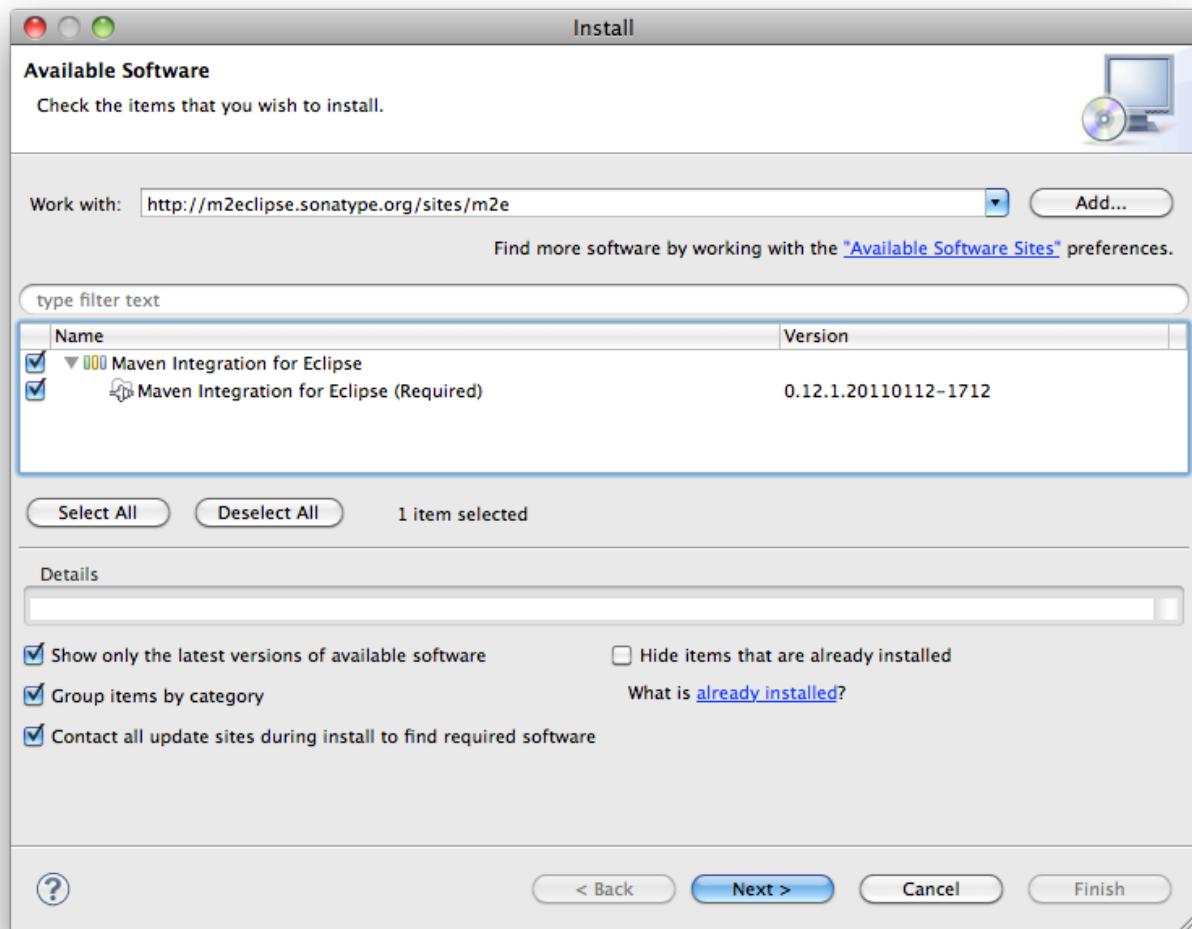 Install
Available Software
Check the items that you wish to install.
Work with: http://m2eclipse.sonatype.org/sites/m2e Add...
Find more software by working with the "Available Software Sites" preferences.
type filter text
Name Version
Maven Integration for Eclipse
Maven Integration for Eclipse (Required) 0.12.1.20110112-1712
Select All Deselect All 1 item selected
Details
Show only the latest versions of available software Hide items that are already installed
Group items by category What is already installed?
Contact all update sites during install to find required software
? < Back Next > Cancel Finish